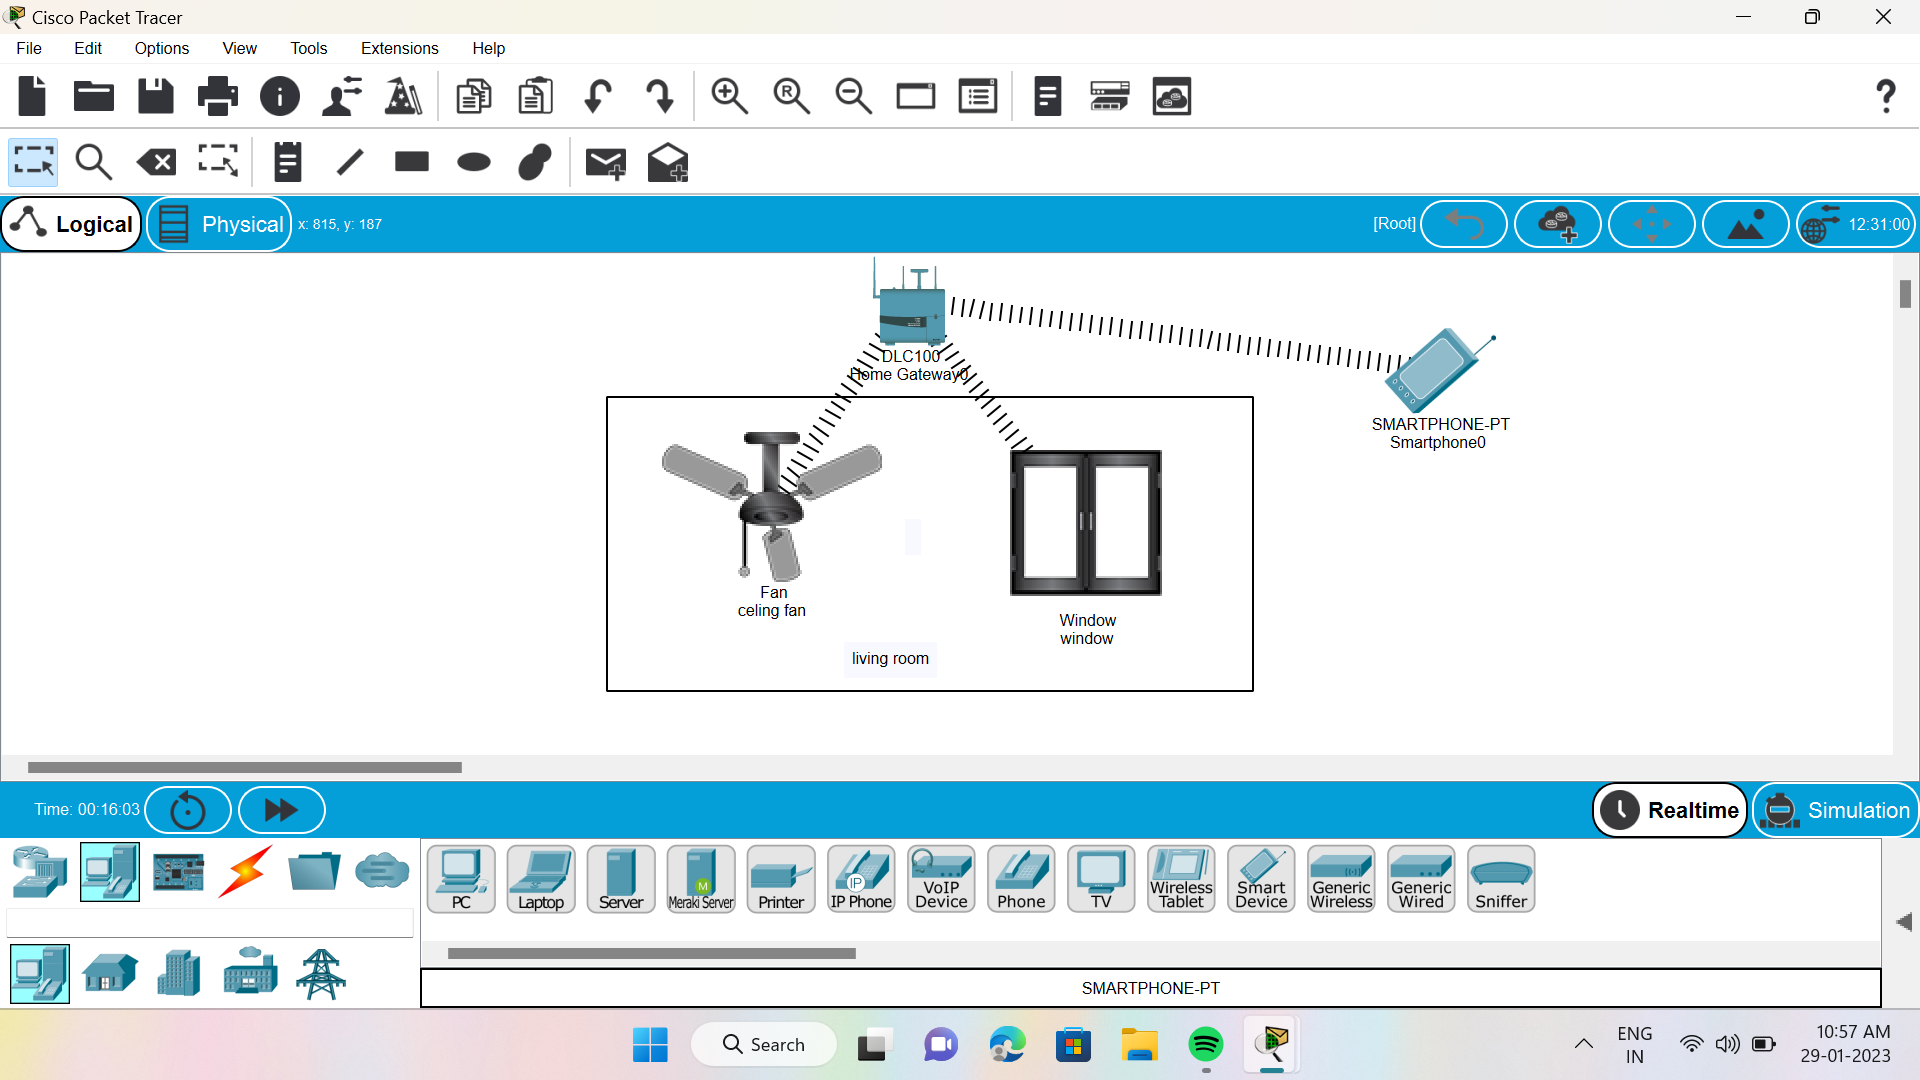 Cisco Packet Tracer
File Edit Options View Tools Extensions Help
Logical Physical x: 815, y: 187 [Root] 12:31:00
DLC100
Home Gateway0
SMARTPHONE-PT
Smartphone0
Fan
celing fan
Window
window
living room
Time: 00:16:03 Realtime Simulation
PC Laptop Server Meraki Server Printer IP Phone VoIP Device Phone TV Wireless Tablet Smart Device Generic Wireless Generic Wired Sniffer
SMARTPHONE-PT
Search
ENG
IN
10:57 AM
29-01-2023